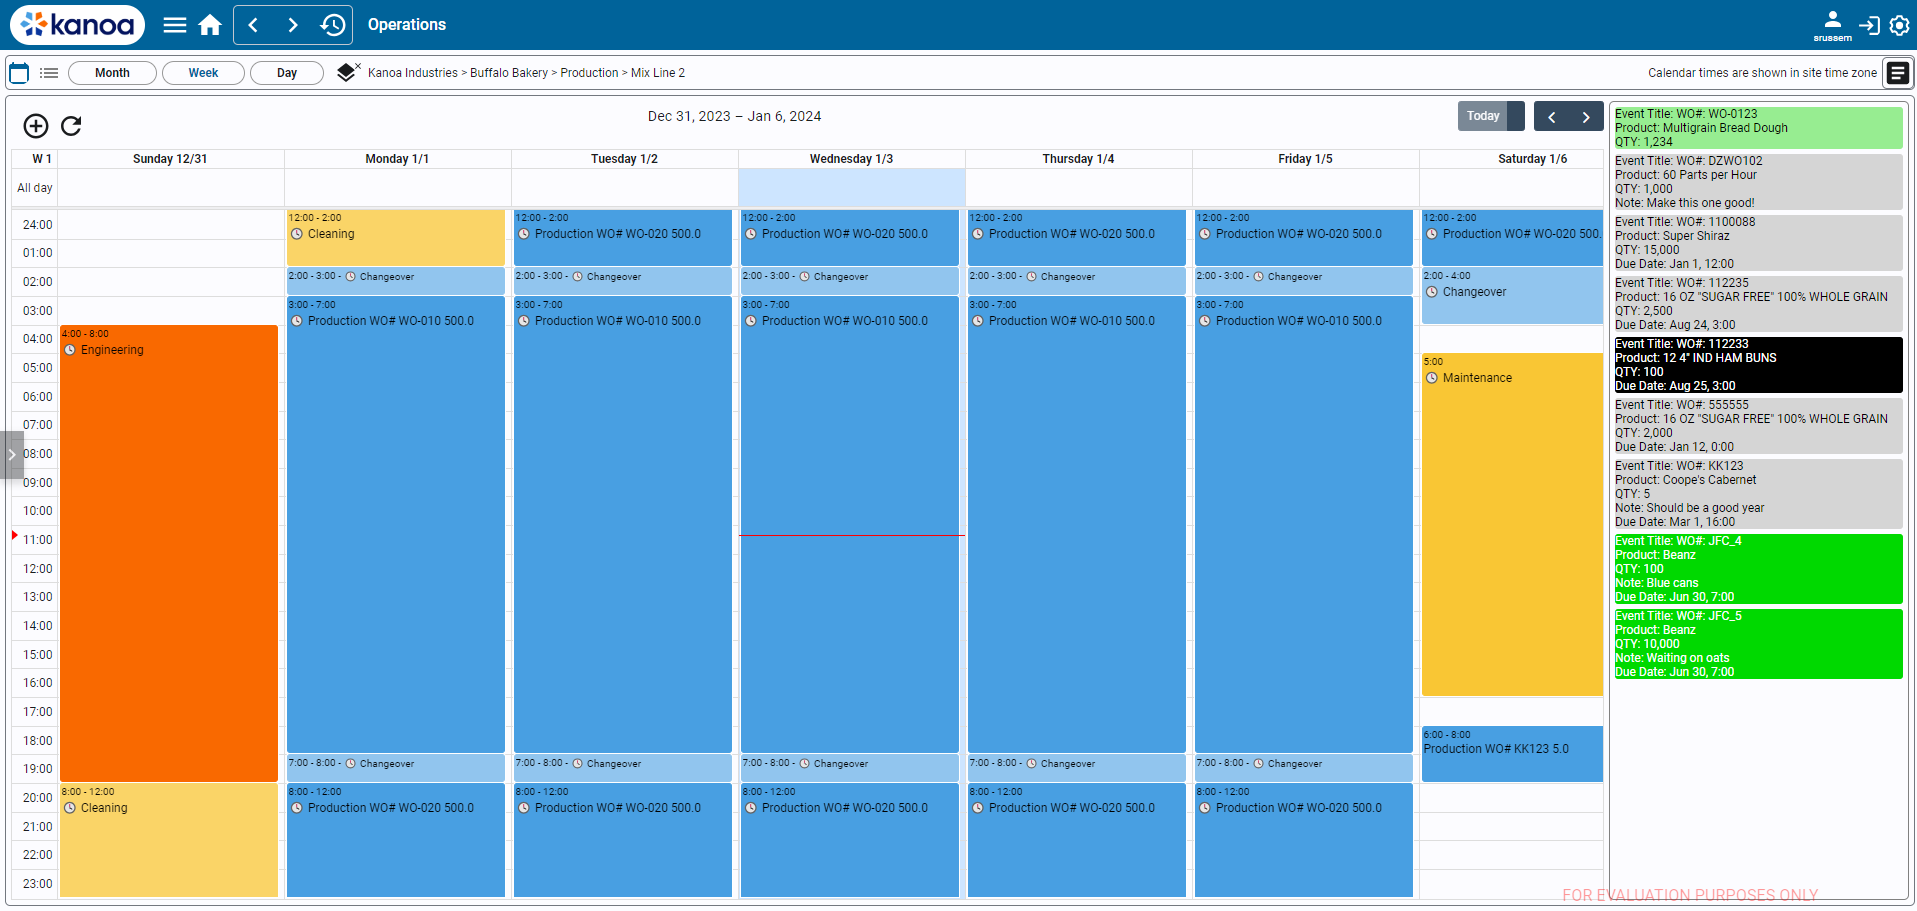 kanoa
Operations
srussem
Month
Week
Day
Kanoa Industries > Buffalo Bakery > Production > Mix Line 2
Calendar times are shown in site time zone
Dec 31, 2023 – Jan 6, 2024
Today
W 1
Sunday 12/31
Monday 1/1
Tuesday 1/2
Wednesday 1/3
Thursday 1/4
Friday 1/5
Saturday 1/6
All day
24:00
01:00
02:00
03:00
04:00
05:00
06:00
07:00
08:00
09:00
10:00
11:00
12:00
13:00
14:00
15:00
16:00
17:00
18:00
19:00
20:00
21:00
22:00
23:00
4:00 - 8:00
Engineering
8:00 - 12:00
Cleaning
12:00 - 2:00
Cleaning
2:00 - 3:00 - Changeover
3:00 - 7:00
Production WO# WO-010 500.0
7:00 - 8:00 - Changeover
8:00 - 12:00
Production WO# WO-020 500.0
12:00 - 2:00
Production WO# WO-020 500.0
2:00 - 3:00 - Changeover
3:00 - 7:00
Production WO# WO-010 500.0
7:00 - 8:00 - Changeover
8:00 - 12:00
Production WO# WO-020 500.0
12:00 - 2:00
Production WO# WO-020 500.0
2:00 - 3:00 - Changeover
3:00 - 7:00
Production WO# WO-010 500.0
7:00 - 8:00 - Changeover
8:00 - 12:00
Production WO# WO-020 500.0
12:00 - 2:00
Production WO# WO-020 500.0
2:00 - 3:00 - Changeover
3:00 - 7:00
Production WO# WO-010 500.0
7:00 - 8:00 - Changeover
8:00 - 12:00
Production WO# WO-020 500.0
12:00 - 2:00
Production WO# WO-020 500.0
2:00 - 3:00 - Changeover
3:00 - 7:00
Production WO# WO-010 500.0
7:00 - 8:00 - Changeover
8:00 - 12:00
Production WO# WO-020 500.0
12:00 - 2:00
Production WO# WO-020 500.
2:00 - 4:00
Changeover
5:00
Maintenance
6:00 - 8:00
Production WO# KK123 5.0
Event Title: WO#: WO-0123
Product: Multigrain Bread Dough
QTY: 1,234
Event Title: WO#: DZWO102
Product: 60 Parts per Hour
QTY: 1,000
Note: Make this one good!
Event Title: WO#: 1100088
Product: Super Shiraz
QTY: 15,000
Due Date: Jan 1, 12:00
Event Title: WO#: 112235
Product: 16 OZ "SUGAR FREE" 100% WHOLE GRAIN
QTY: 2,500
Due Date: Aug 24, 3:00
Event Title: WO#: 112233
Product: 12 4" IND HAM BUNS
QTY: 100
Due Date: Aug 25, 3:00
Event Title: WO#: 555555
Product: 16 OZ "SUGAR FREE" 100% WHOLE GRAIN
QTY: 2,000
Due Date: Jan 12, 0:00
Event Title: WO#: KK123
Product: Coope's Cabernet
QTY: 5
Note: Should be a good year
Due Date: Mar 1, 16:00
Event Title: WO#: JFC_4
Product: Beanz
QTY: 100
Note: Blue cans
Due Date: Jun 30, 7:00
Event Title: WO#: JFC_5
Product: Beanz
QTY: 10,000
Note: Waiting on oats
Due Date: Jun 30, 7:00
FOR EVALUATION PURPOSES ONLY